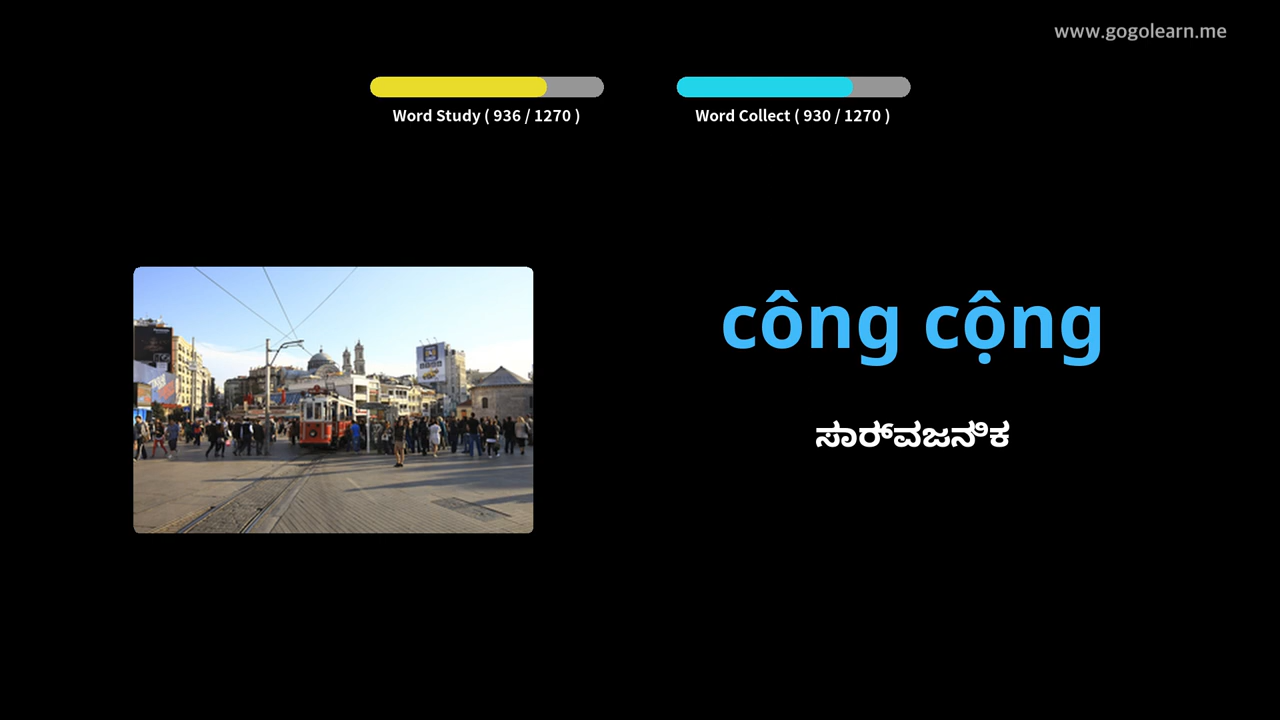 www.gogolearn.me
Word Study ( 936 / 1270 )
Word Collect ( 930 / 1270 )
công cộng
ಸಾರ್ವಜನಿಕ